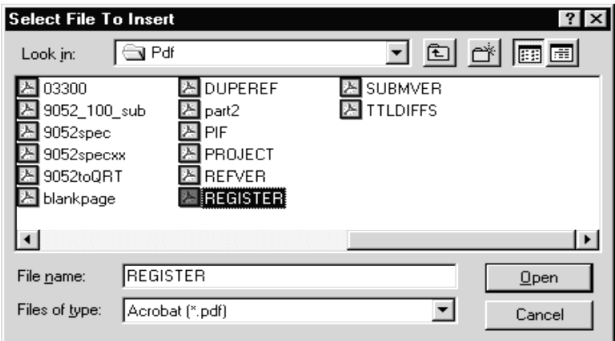 Select File To Insert
Look in: Pdf
03300 DUPEREF SUBMVER
9052_100_sub part2 TTLDIFFS
9052spec PIF
9052specxx PROJECT
9052toQRT REFVER
blankpage REGISTER
File name: REGISTER Open
Files of type: Acrobat (*.pdf) Cancel